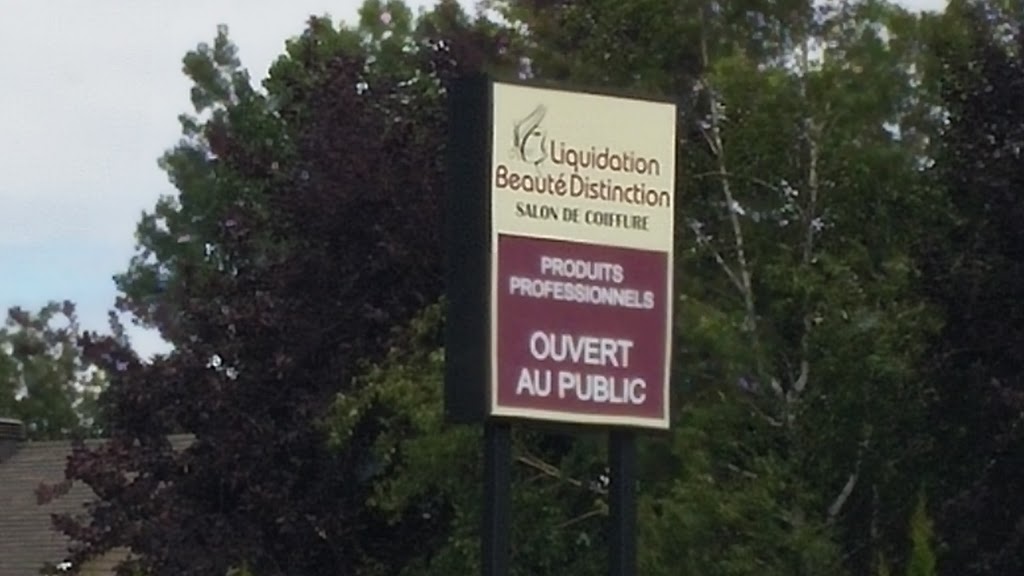 Liquidation
Beauté Distinction
SALON DE COIFFURE
PRODUITS
PROFESSIONNELS
OUVERT
AU PUBLIC